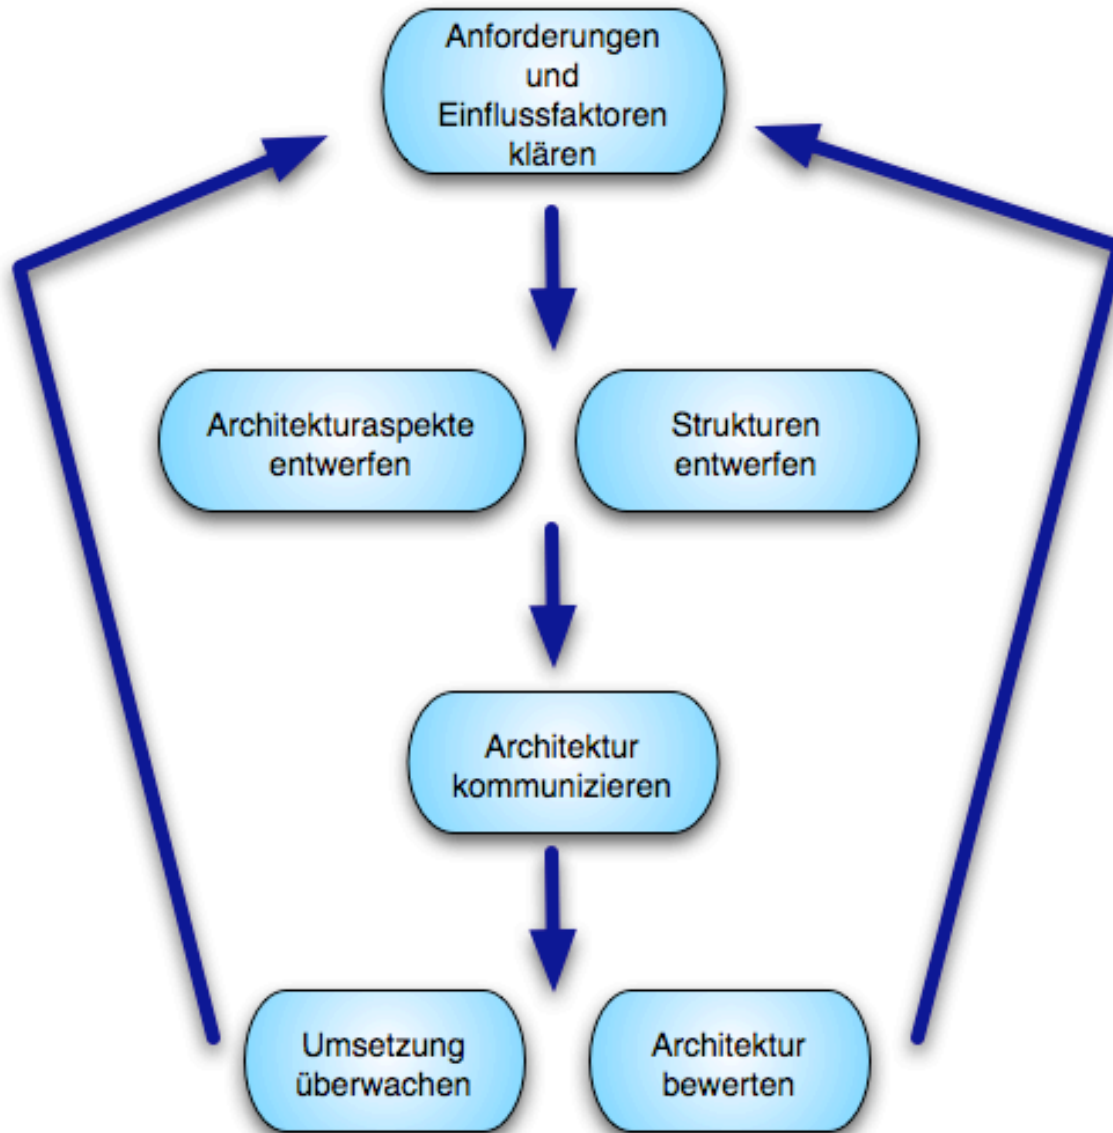 Anforderungen
und
Einflussfaktoren
klären
Architekturaspekte
entwerfen
Strukturen
entwerfen
Architektur
kommunizieren
Umsetzung
überwachen
Architektur
bewerten